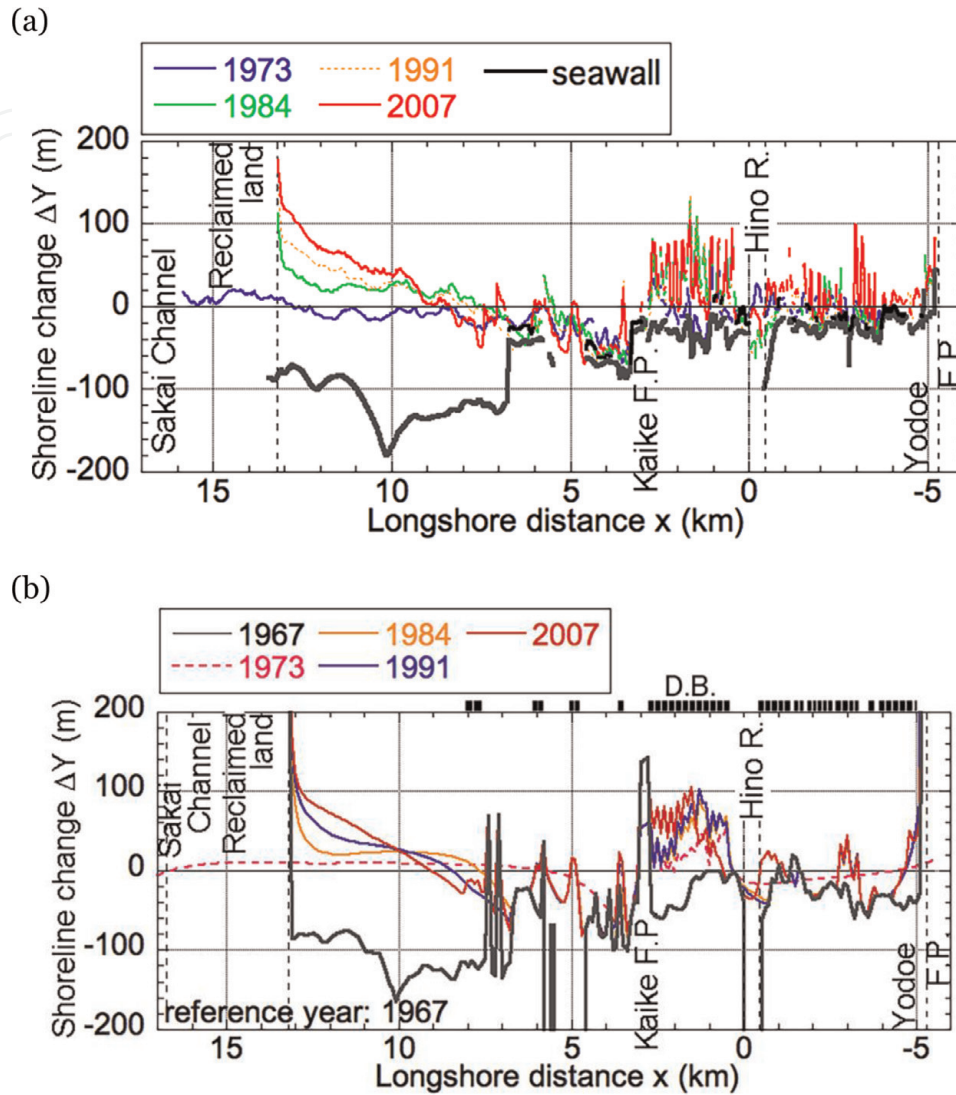 (a)
1973 1991 seawall
1984 2007
Shoreline change ΔY (m)
200
100
0
-100
-200
Sakai Channel
Reclaimed
land
Kaike F.P.
Hino R.
Yodoe
F.P.
15 10 5 0 -5
Longshore distance x (km)
(b)
1967 1984 2007
1973 1991
D.B.
Shoreline change ΔY (m)
200
100
0
-100
-200
Sakai
Channel
Reclaimed
land
Kaike F.P.
Hino R.
Yodoe
F.P.
reference year: 1967
15 10 5 0 -5
Longshore distance x (km)